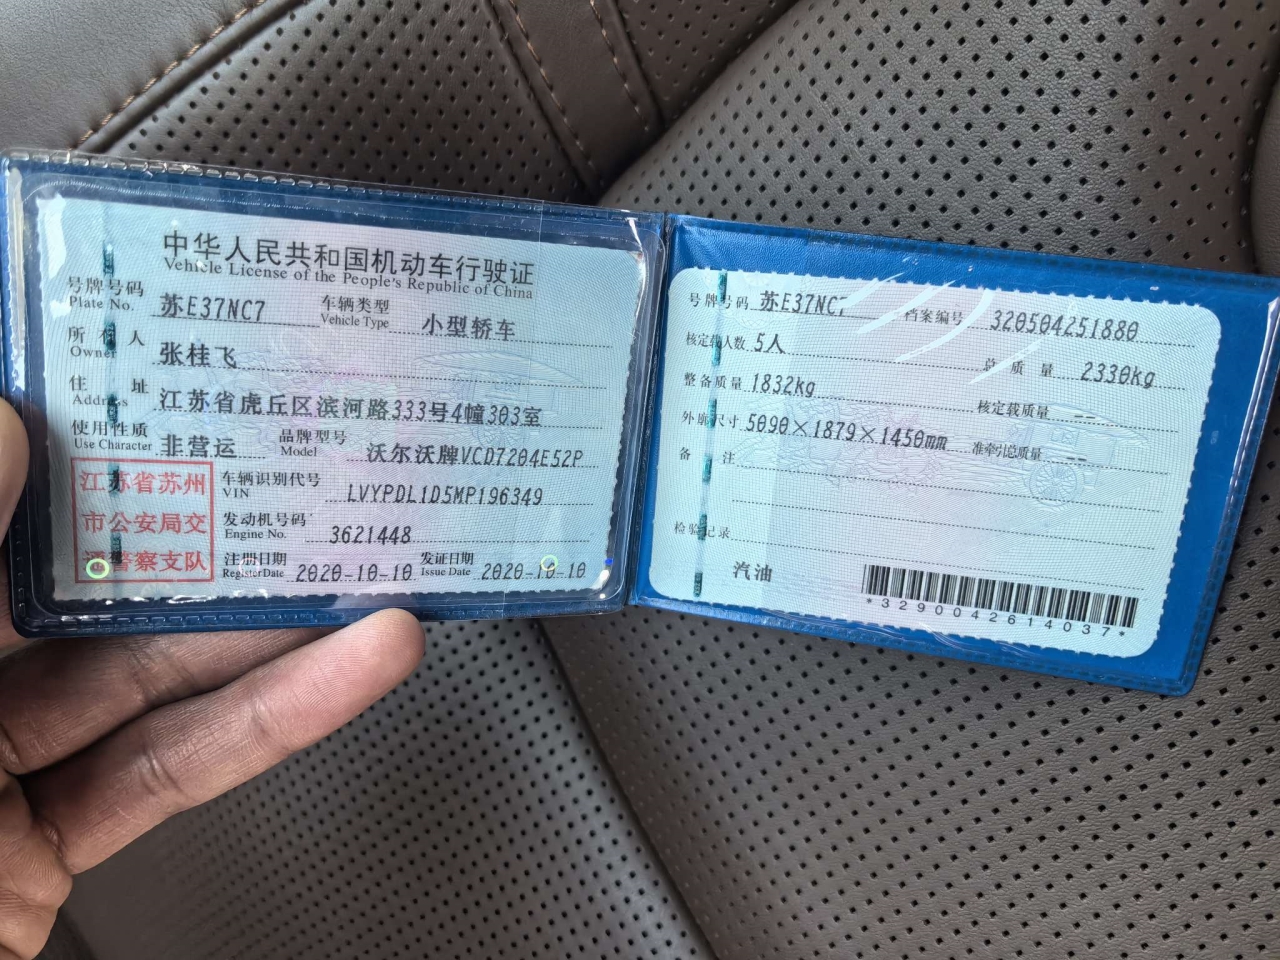 中华人民共和国机动车行驶证
Vehicle License of the People's Republic of China
号牌号码 Plate No. 苏E37NC7 车辆类型 Vehicle Type 小型轿车
所有人 Owner 张桂飞
住址 Address 江苏省虎丘区滨河路333号4幢303室
使用性质 Use Character 非营运 品牌型号 Model 沃尔沃牌VCD7204E52P
江苏省苏州
市公安局交
通警察支队
车辆识别代号 VIN LVYPDL1D5MP196349
发动机号码 Engine No. 3621448
注册日期 Register Date 2020-10-10 发证日期 Issue Date 2020-10-10
号牌号码 苏E37NC7 档案编号 320504251880
核定载人数 5人 总质量 2330kg
整备质量 1832kg 核定载质量 --
外廓尺寸 5090×1879×1450mm 准牵引总质量 --
备注
检验记录
汽油
*3290042614037*